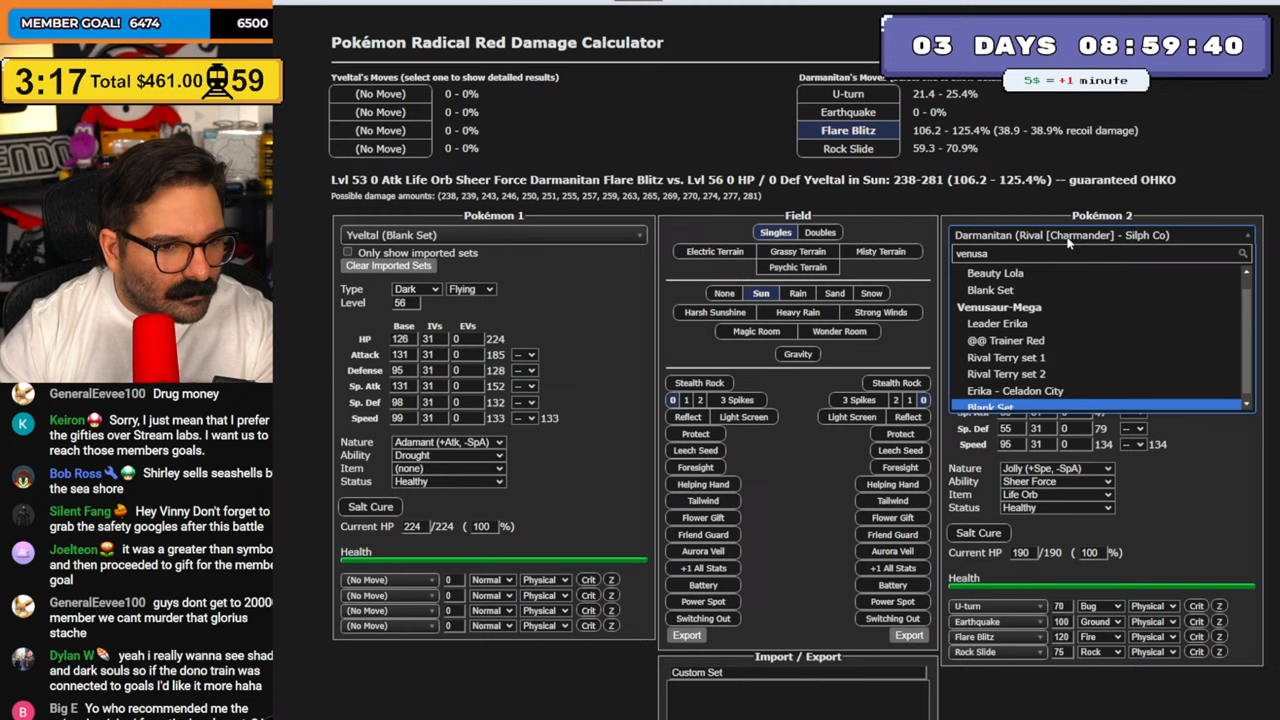 MEMBER GOAL! 6474 6500
3:17 Total $461.00 59
03 DAYS 08:59:40
5$ = +1 minute
Pokémon Radical Red Damage Calculator
Yveltal's Moves (select one to show detailed results)
(No Move) 0 - 0%
(No Move) 0 - 0%
(No Move) 0 - 0%
(No Move) 0 - 0%
Darmanitan's Moves
U-turn 21.4 - 25.4%
Earthquake 0 - 0%
Flare Blitz 106.2 - 125.4% (38.9 - 38.9% recoil damage)
Rock Slide 59.3 - 70.9%
Lvl 53 0 Atk Life Orb Sheer Force Darmanitan Flare Blitz vs. Lvl 56 0 HP / 0 Def Yveltal in Sun: 238-281 (106.2 - 125.4%) -- guaranteed OHKO
Possible damage amounts: (238, 239, 243, 246, 250, 251, 255, 257, 259, 263, 265, 269, 270, 274, 277, 281)
Pokémon 1
Yveltal (Blank Set)
Only show imported sets
Clear Imported Sets
Type Dark Flying
Level 56
Base IVs EVs
HP 126 31 0 224
Attack 131 31 0 185 --
Defense 95 31 0 128 --
Sp. Atk 131 31 0 152 --
Sp. Def 98 31 0 132 --
Speed 99 31 0 133 -- 133
Nature Adamant (+Atk, -SpA)
Ability Drought
Item (none)
Status Healthy
Salt Cure
Current HP 224 /224 ( 100 %)
Health
(No Move) 0 Normal Physical Crit Z
(No Move) 0 Normal Physical Crit Z
(No Move) 0 Normal Physical Crit Z
(No Move) 0 Normal Physical Crit Z
Field
Singles Doubles
Electric Terrain Grassy Terrain Misty Terrain
Psychic Terrain
None Sun Rain Sand Snow
Harsh Sunshine Heavy Rain Strong Winds
Magic Room Wonder Room
Gravity
Stealth Rock Stealth Rock
0 1 2 3 Spikes 3 Spikes 2 1 0
Reflect Light Screen Light Screen Reflect
Protect Protect
Leech Seed Leech Seed
Foresight Foresight
Helping Hand Helping Hand
Tailwind Tailwind
Flower Gift Flower Gift
Friend Guard Friend Guard
Aurora Veil Aurora Veil
+1 All Stats +1 All Stats
Battery Battery
Power Spot Power Spot
Switching Out Switching Out
Export Export
Import / Export
Custom Set
Pokémon 2
Darmanitan (Rival [Charmander] - Silph Co)
venusa
Beauty Lola
Blank Set
Venusaur-Mega
Leader Erika
@@ Trainer Red
Rival Terry set 1
Rival Terry set 2
Erika - Celadon City
Blank Set
Sp. Def 55 31 0 79 --
Speed 95 31 0 134 -- 134
Nature Jolly (+Spe, -SpA)
Ability Sheer Force
Item Life Orb
Status Healthy
Salt Cure
Current HP 190 /190 ( 100 %)
Health
U-turn 70 Bug Physical Crit Z
Earthquake 100 Ground Physical Crit Z
Flare Blitz 120 Fire Physical Crit Z
Rock Slide 75 Rock Physical Crit Z
GeneralEevee100 Drug money
Keiron Sorry, I just mean that I prefer
the gifties over Stream labs. I want us to
reach those members goals.
Bob Ross Shirley sells seashells b
the sea shore
Silent Fang Hey Vinny Don't forget to
grab the safety googles after this battle
Joelteon it was a greater than symbo
and then proceeded to gift for the membe
goal
GeneralEevee100 guys dont get to 2000
member we cant murder that glorius
stache
Dylan W yeah i really wanna see shad
and dark souls so if the dono train was
connected to goals I'd like it more haha
Big E Yo who recommended me the